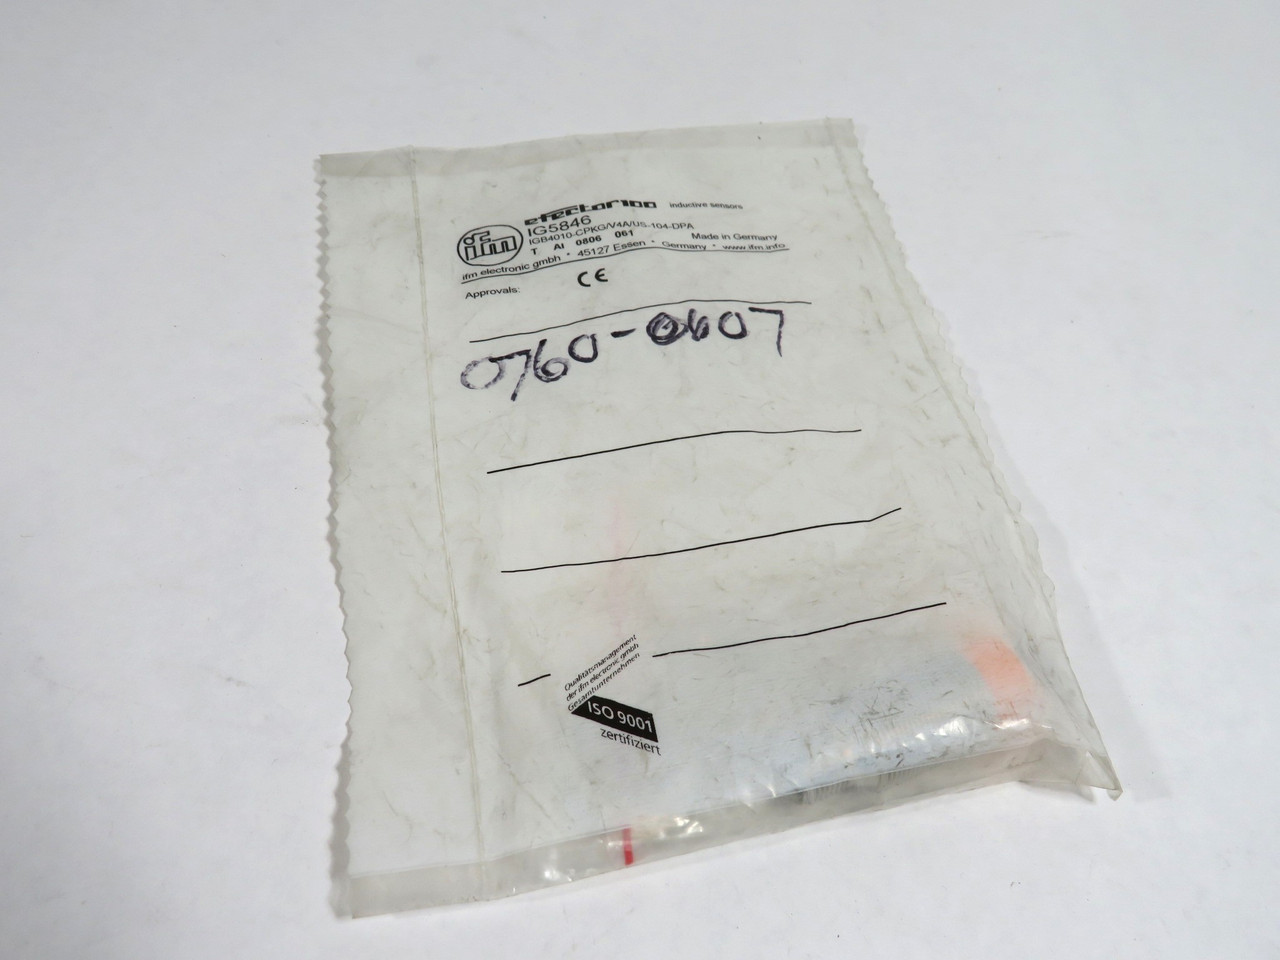 efector100 inductive sensors
ifm
IG5846
IGB4010-CPKG/V4A/US-104-DPA
T AI 0806 061 Made in Germany
ifm electronic gmbh • 45127 Essen • Germany • www.ifm.info
Approvals: CE
0760-0607
Qualitätsmanagement
der ifm electronic gmbh
Gesamtunternehmen
ISO 9001
zertifiziert